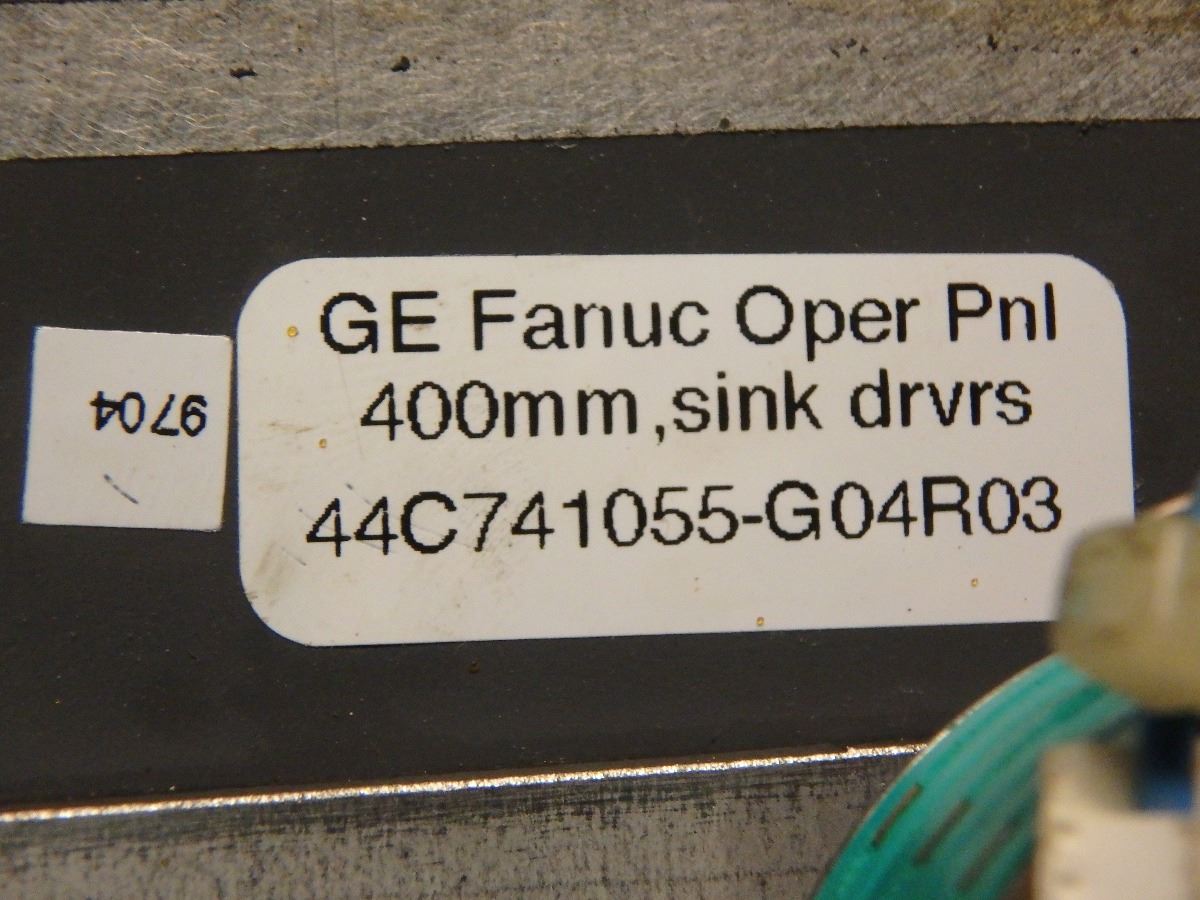 GE Fanuc Oper Pnl
400mm,sink drvrs
44C741055-G04R03
9704